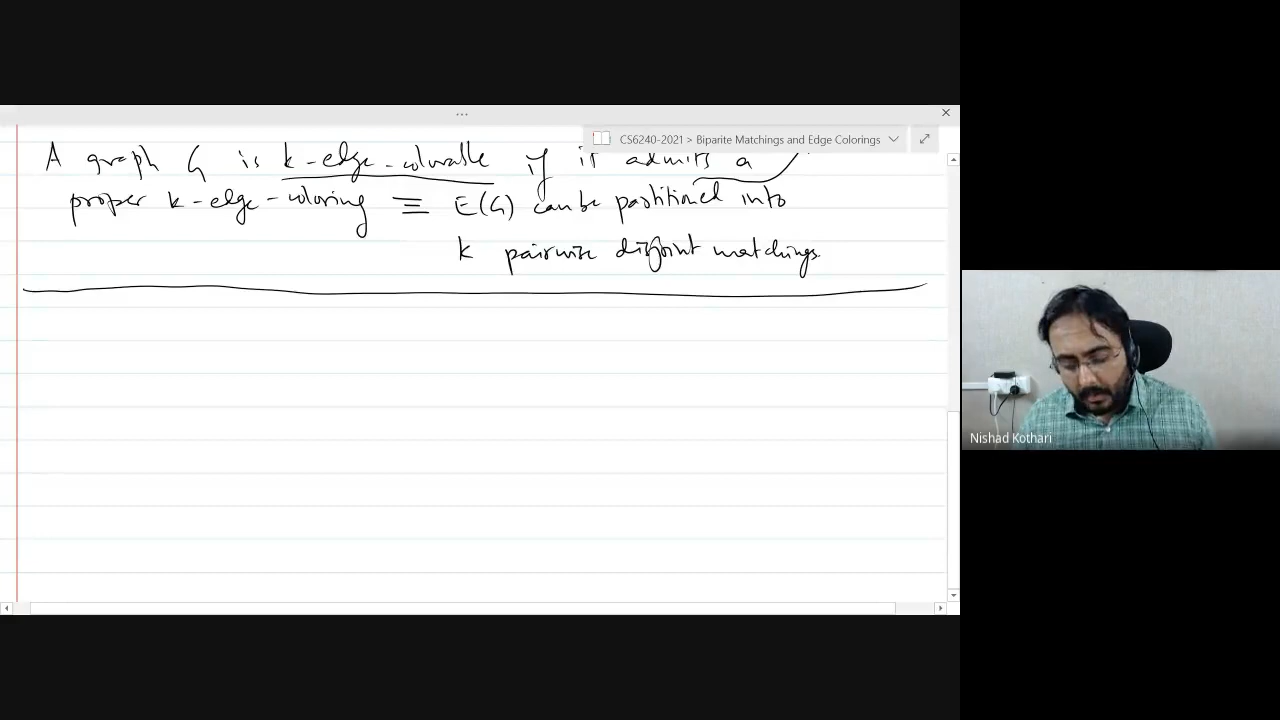 CS6240-2021 > Biparite Matchings and Edge Colorings
A graph G is k-edge-colorable if it admits a
proper k-edge-coloring ≡ E(G) can be partitioned into
k pairwise disjoint matchings.
Nishad Kothari